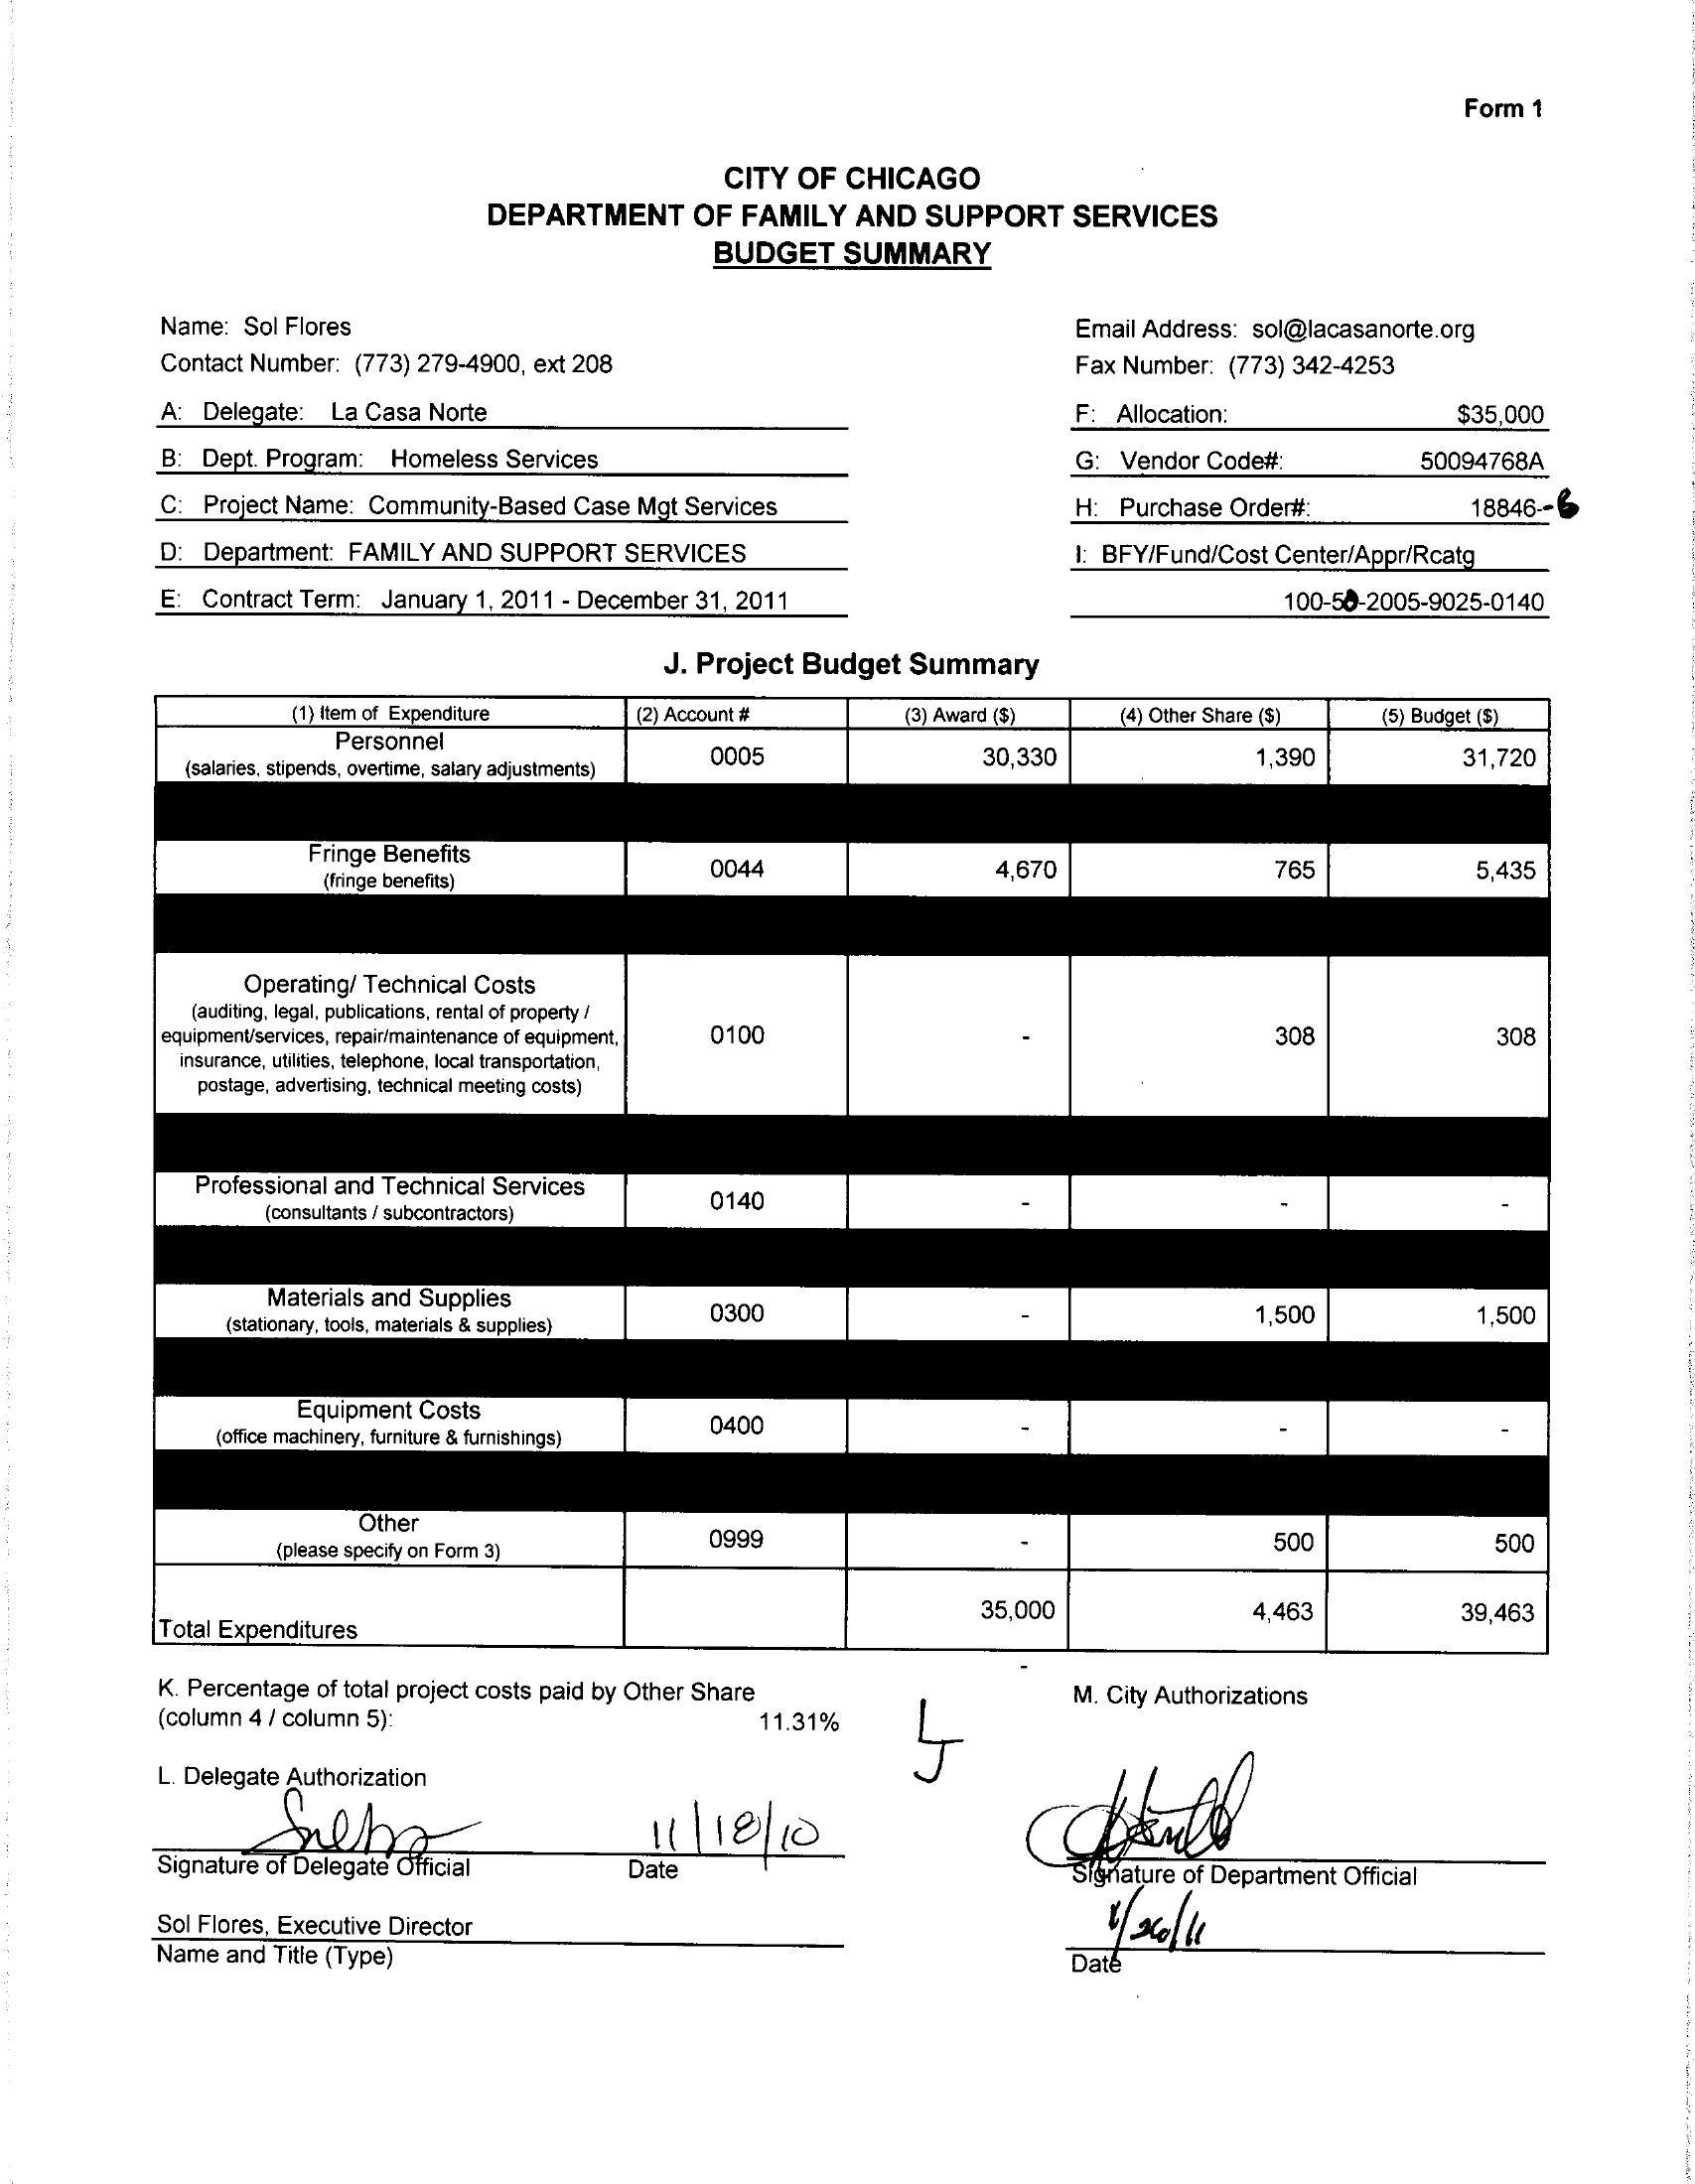 Form 1
CITY OF CHICAGO
DEPARTMENT OF FAMILY AND SUPPORT SERVICES
BUDGET SUMMARY
Name: Sol Flores
Email Address: sol@lacasanorte.org
Contact Number: (773) 279-4900, ext 208
Fax Number: (773) 342-4253
A: Delegate: La Casa Norte
F: Allocation: $35,000
B: Dept. Program: Homeless Services
G: Vendor Code#: 50094768A
C: Project Name: Community-Based Case Mgt Services
H: Purchase Order#: 18846--6
D: Department: FAMILY AND SUPPORT SERVICES
I: BFY/Fund/Cost Center/Appr/Rcatg
E: Contract Term: January 1, 2011 - December 31, 2011
100-50-2005-9025-0140
J. Project Budget Summary
(1) Item of Expenditure (2) Account # (3) Award ($) (4) Other Share ($) (5) Budget ($)
Personnel
(salaries, stipends, overtime, salary adjustments) 0005 30,330 1,390 31,720
Fringe Benefits
(fringe benefits) 0044 4,670 765 5,435
Operating/ Technical Costs
(auditing, legal, publications, rental of property /
equipment/services, repair/maintenance of equipment, 0100 - 308 308
insurance, utilities, telephone, local transportation,
postage, advertising, technical meeting costs)
Professional and Technical Services
(consultants / subcontractors) 0140 - - -
Materials and Supplies
(stationary, tools, materials & supplies) 0300 - 1,500 1,500
Equipment Costs
(office machinery, furniture & furnishings) 0400 - - -
Other
(please specify on Form 3) 0999 - 500 500
Total Expenditures 35,000 4,463 39,463
-
K. Percentage of total project costs paid by Other Share
(column 4 / column 5): 11.31%
M. City Authorizations
L. Delegate Authorization
11/18/10
Signature of Delegate Official Date
Signature of Department Official
Sol Flores, Executive Director
Name and Title (Type)
Date